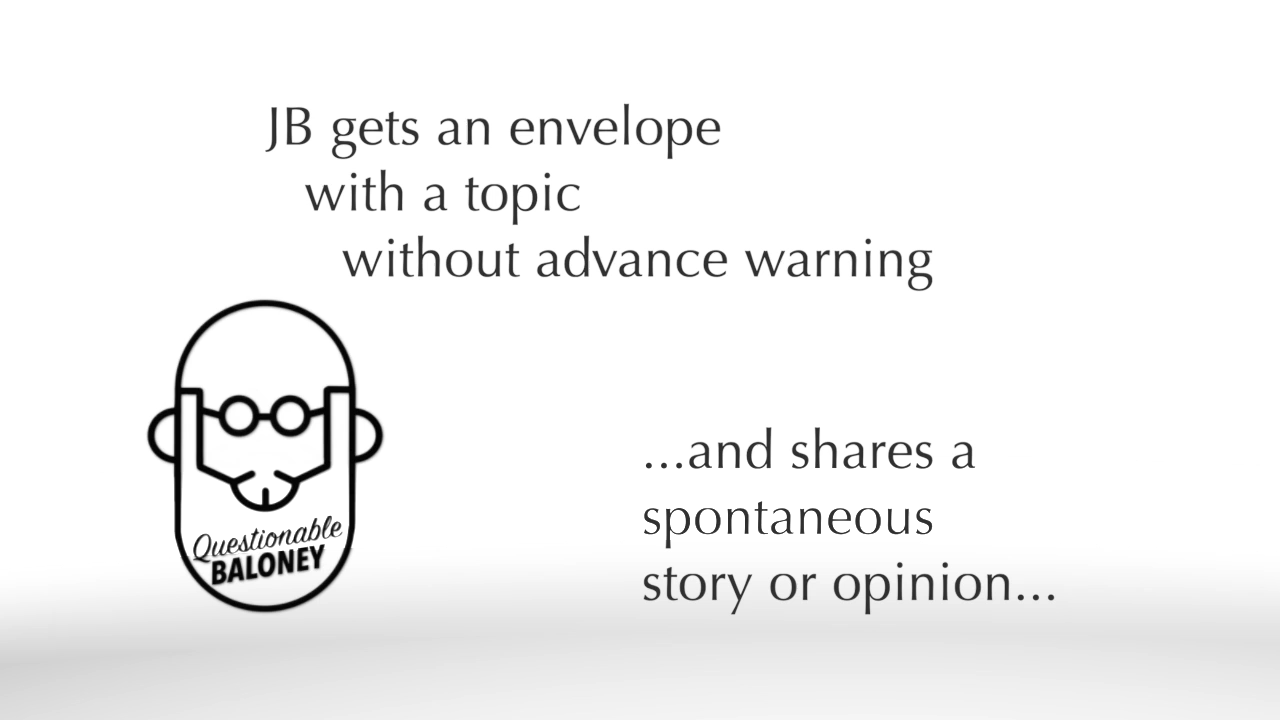 JB gets an envelope
with a topic
without advance warning
Questionable
BALONEY
...and shares a
spontaneous
story or opinion...